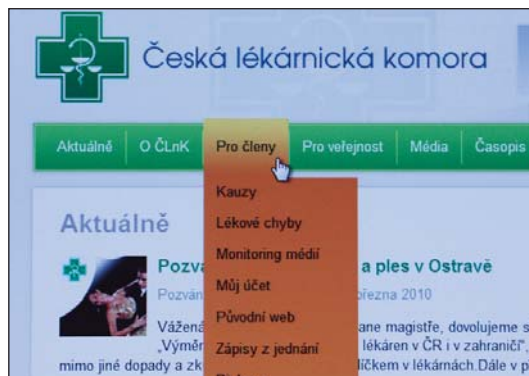 Česká lékárnická komora
Aktuálně O ČLnK Pro členy Pro veřejnost Média Časopis
Kauzy
Aktuálně
Lékové chyby
Monitoring médií
Pozv a ples v Ostravě
Můj účet
Pozván března 2010
Původní web
Vážená ane magistře, dovolujeme s
„Výměn lékáren v ČR i v zahraničí",
Zápisy z jednání
mimo jiné dopady a zk líčkem v lékárnách.Dále v p